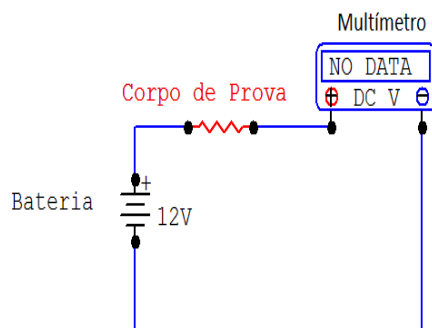 Multímetro
NO DATA
DC V
Corpo de Prova
+
Bateria
12V